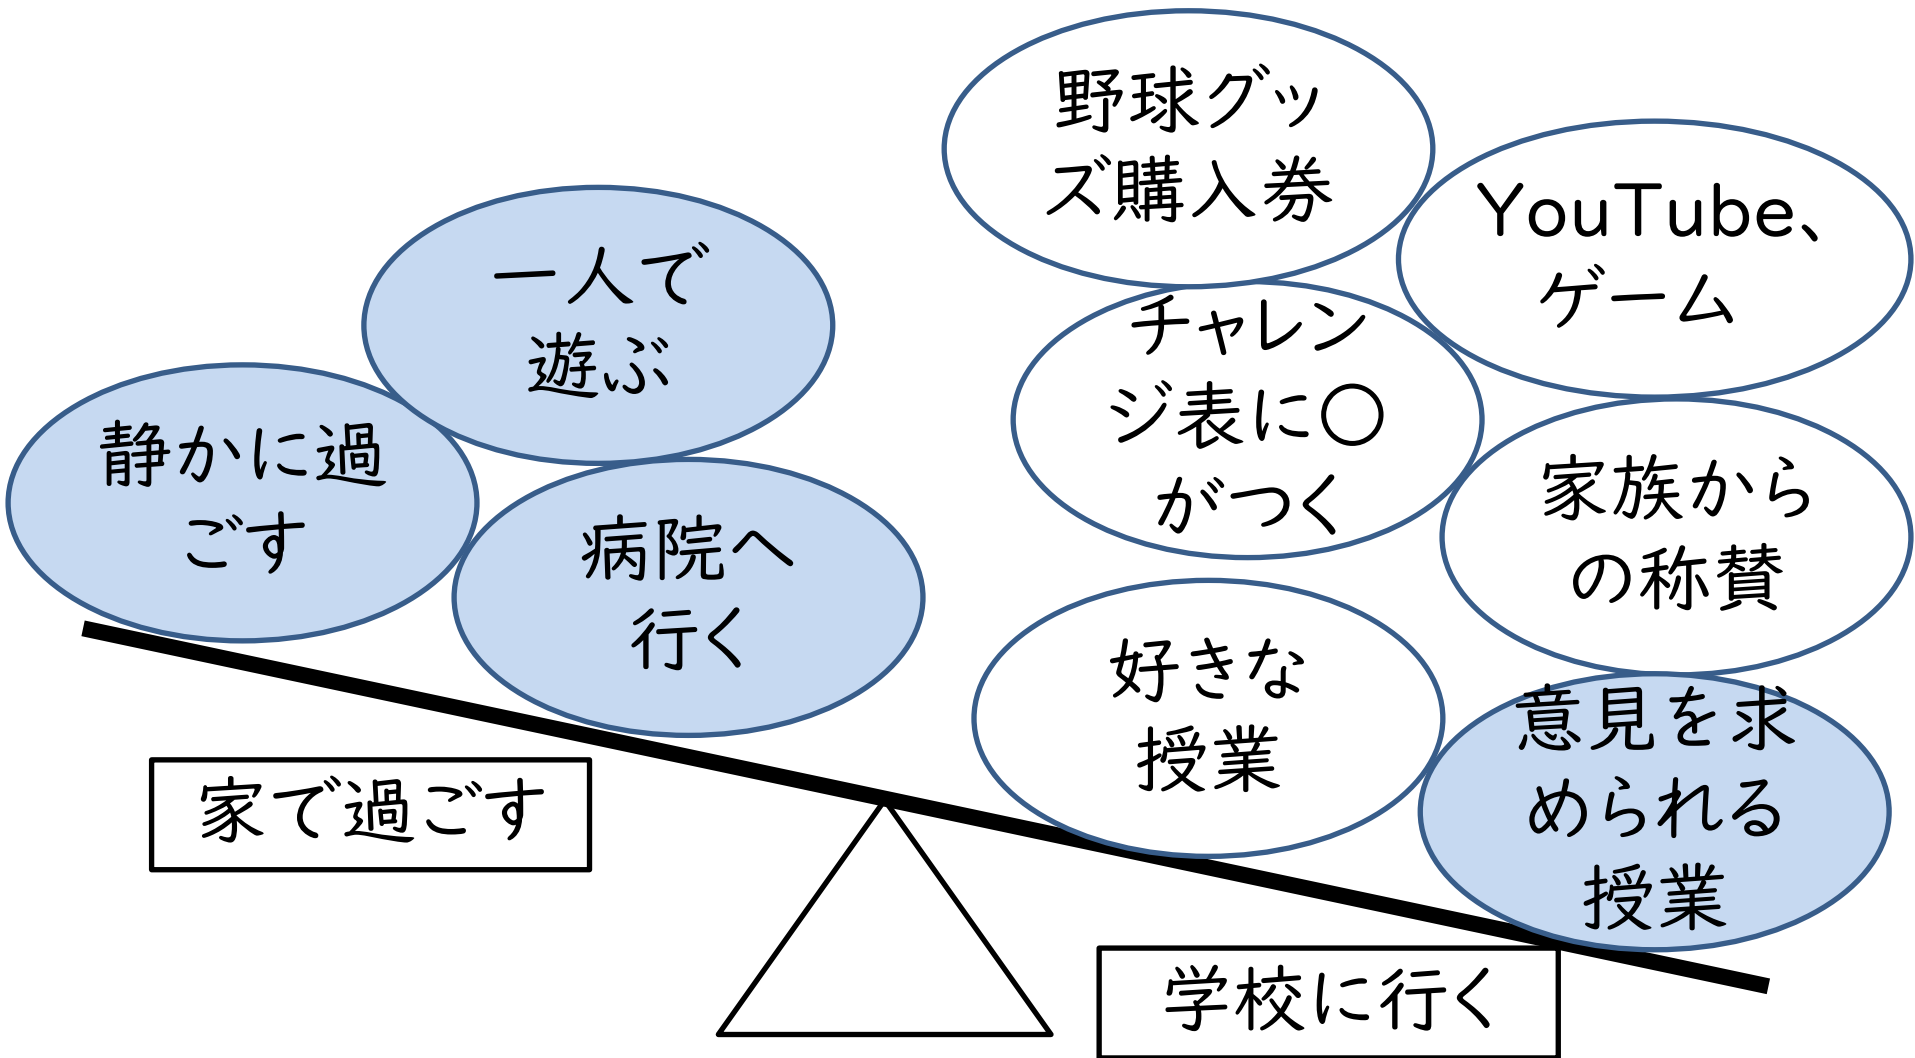 野球グッ
ズ購入券
YouTube、
ゲーム
一人で
遊ぶ
チャレン
ジ表に○
がつく
静かに過
ごす
家族から
の称賛
病院へ
行く
好きな
授業
意見を求
められる
授業
家で過ごす
学校に行く